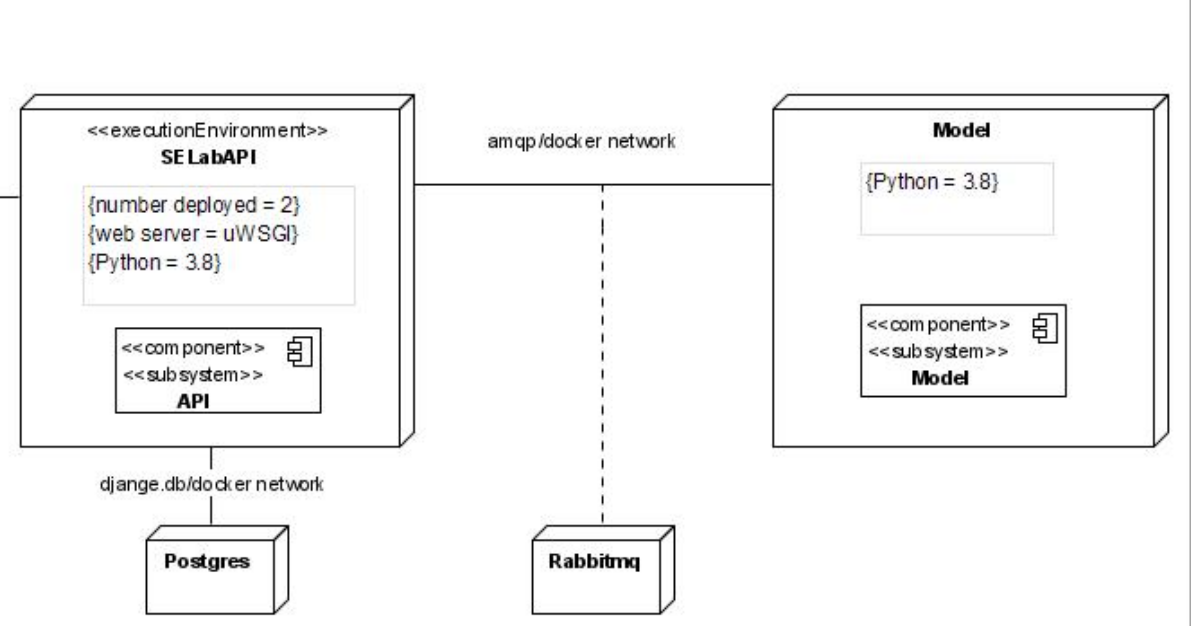 <<executionEnvironment>>
SELabAPI
{number deployed = 2}
{web server = uWSGI}
{Python = 3.8}
<<component>>
<<subsystem>>
API
amqp/docker network
Model
{Python = 3.8}
<<component>>
<<subsystem>>
Model
djange.db/docker network
Postgres
Rabbitmq